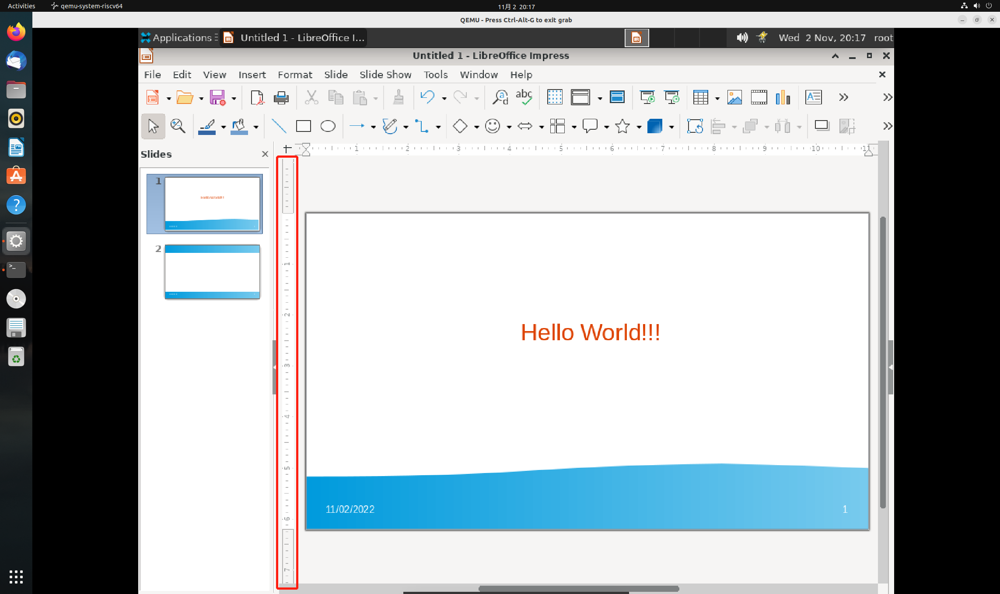 Activities
qemu-system-riscv64
11月 2 20:17
QEMU - Press Ctrl-Alt-G to exit grab
Applications
Untitled 1 - LibreOffice I...
Wed 2 Nov, 20:17
root
Untitled 1 - LibreOffice Impress
File Edit View Insert Format Slide Slide Show Tools Window Help
abc
Slides
1 2 3 4 5 6 7 8 9 10 11
1
Hello World!!!
2
1
2
3
4
5
6
7
Hello World!!!
11/02/2022
1